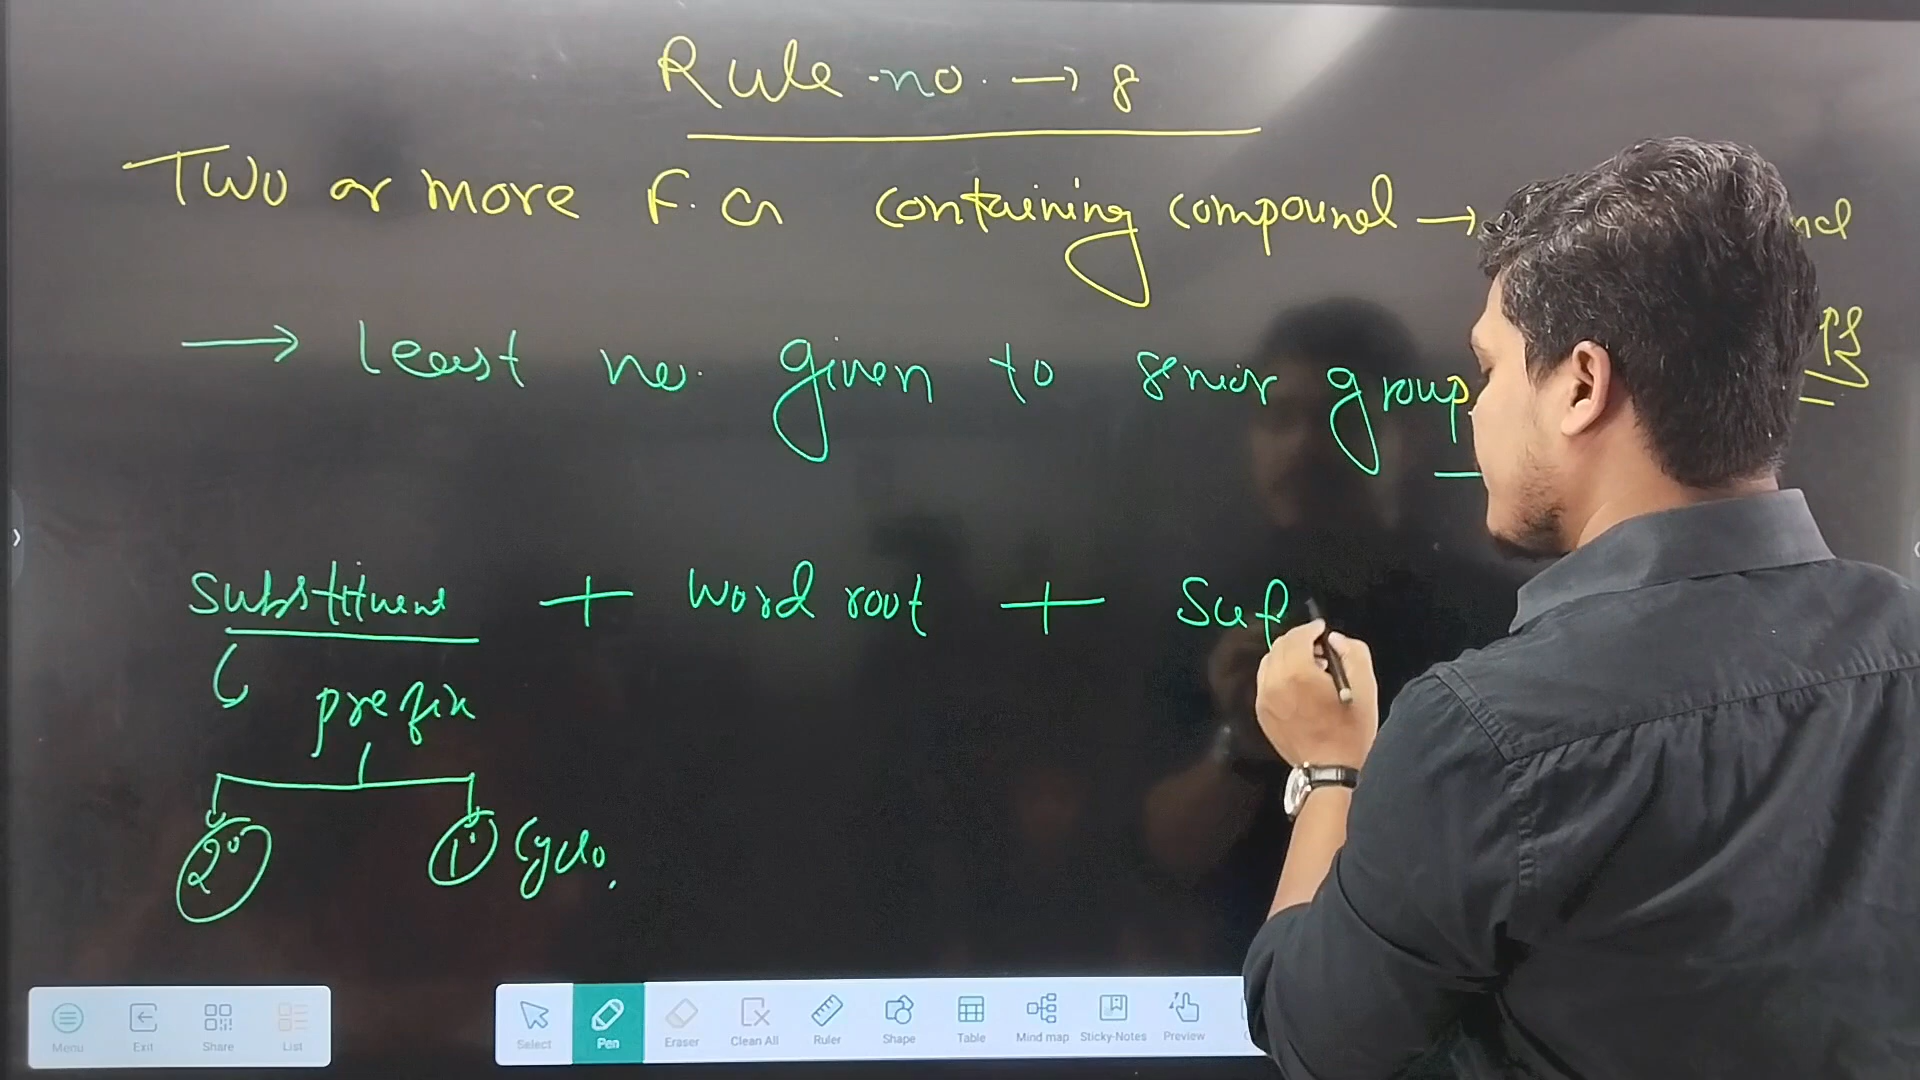 Rule no. → 8
Two or more F.G containing compound →
→ least no. given to senior group
substituent + word root + Suf
prefix
2° 1° Cyclo.
Menu Exit Share List Select Pen Eraser Clean All Ruler Shape Table Mind map Sticky-Notes Preview